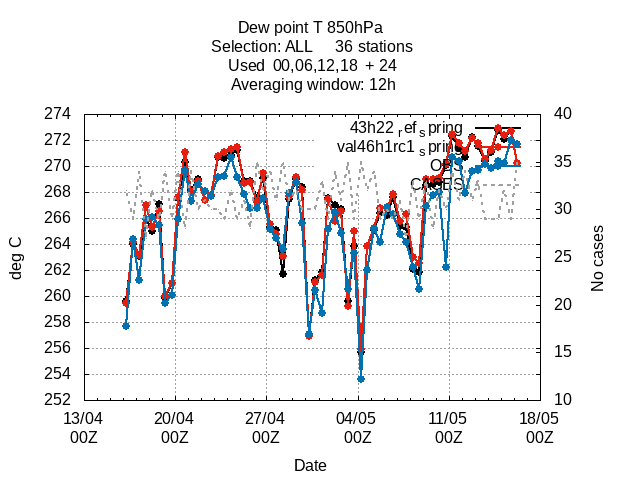 Dew point T 850hPa
Selection: ALL     36 stations
Used  00,06,12,18  + 24
Averaging window: 12h
274
272
270
268
266
264
262
260
258
256
254
252
deg C
40
35
30
25
20
15
10
No cases
43h22_ref_spring
val46h1rc1_spring
OBS
CASES
13/04 20/04 27/04 04/05 11/05 18/05
00Z 00Z 00Z 00Z 00Z 00Z
Date